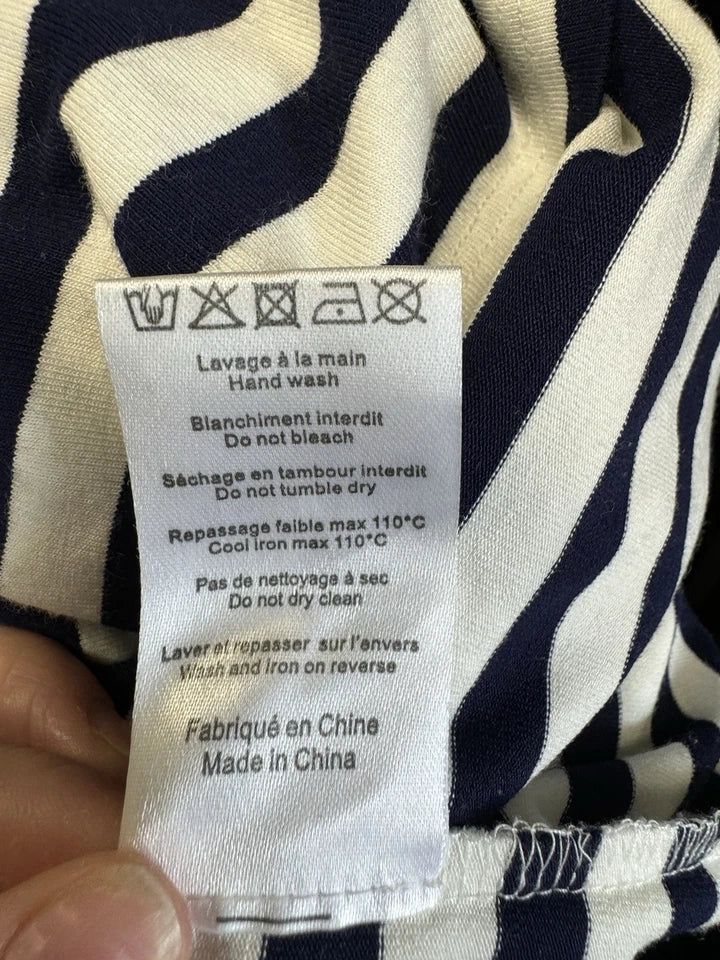 Lavage à la main
Hand wash
Blanchiment interdit
Do not bleach
Séchage en tambour interdit
Do not tumble dry
Repassage faible max 110°C
Cool iron max 110°C
Pas de nettoyage à sec
Do not dry clean
Laver et repasser sur l'envers
Wash and iron on reverse
Fabriqué en Chine
Made in China